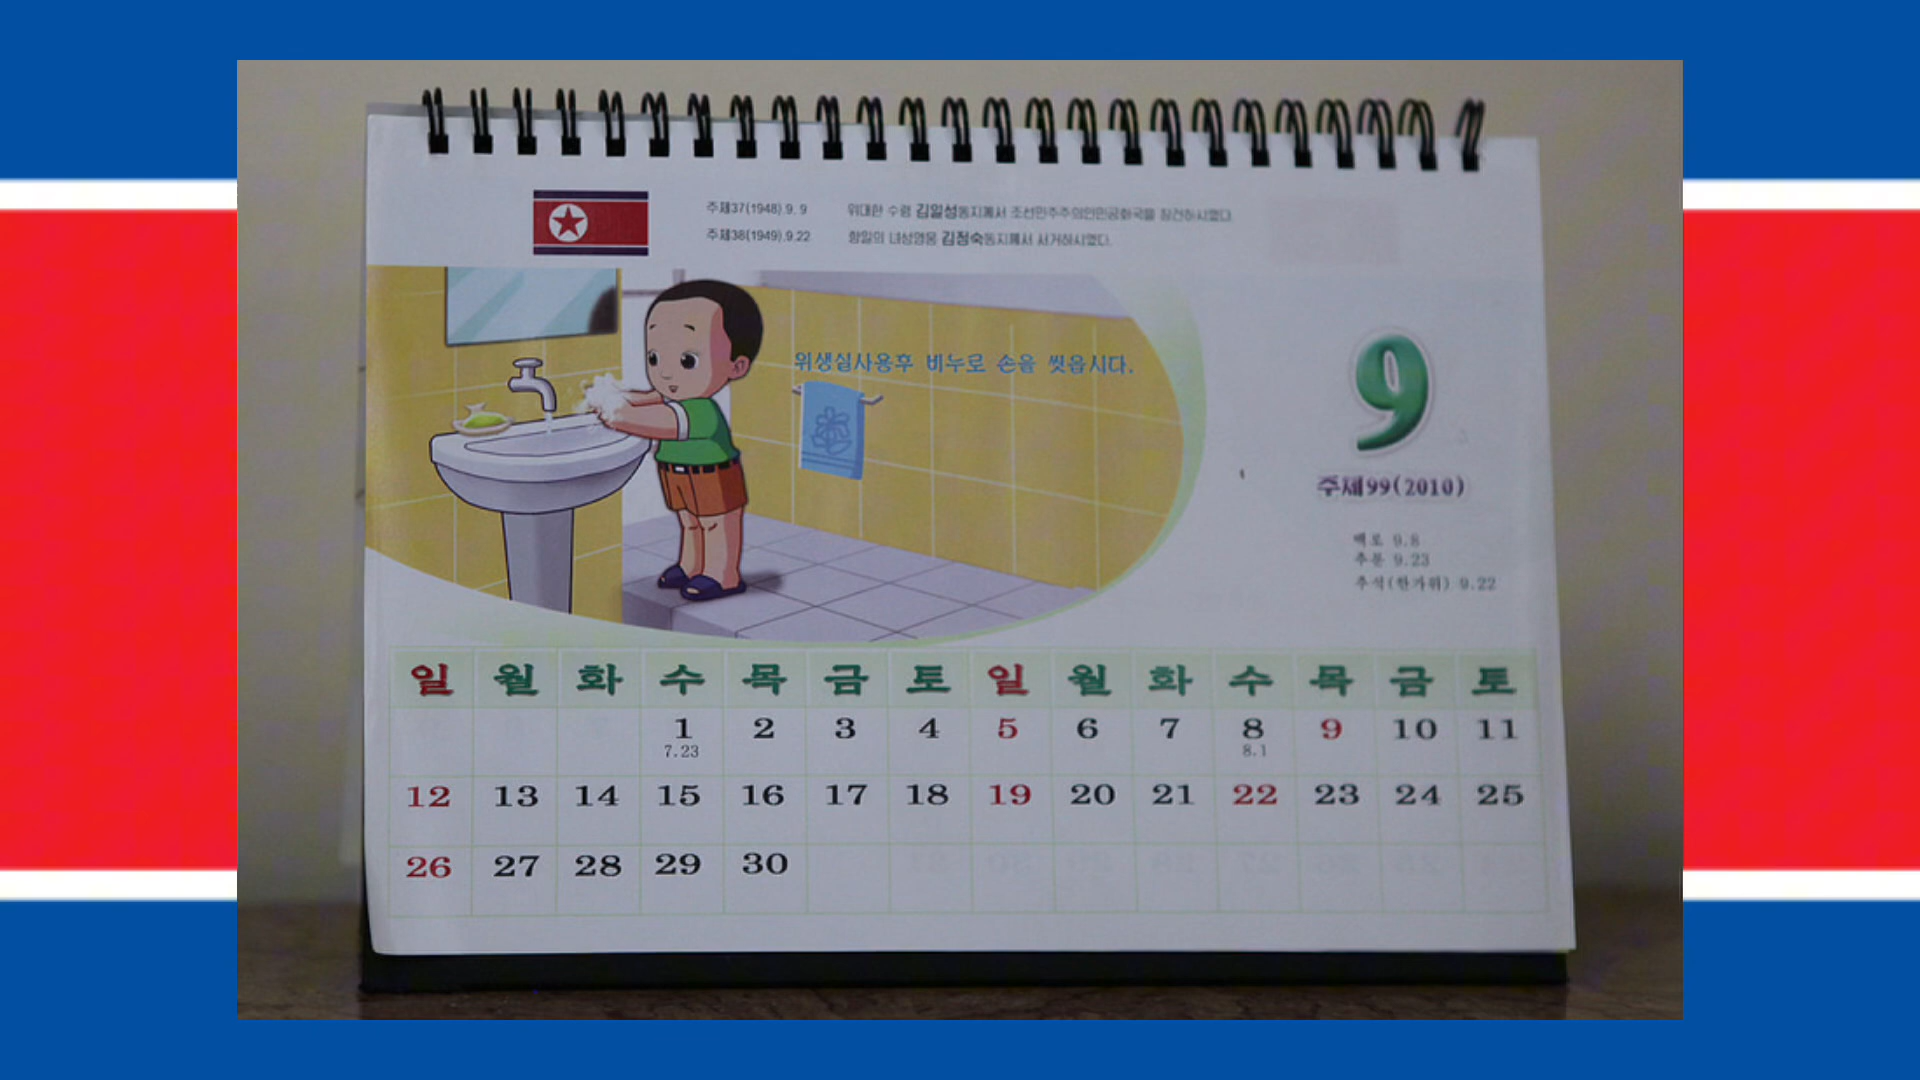 주체37(1948).9.9 위대한 수령 김일성동지께서 조선민주주의인민공화국을 창건하시였다.
주체38(1949).9.22 항일의 녀성영웅 김정숙동지께서 서거하시였다.
위생실사용후 비누로 손을 씻읍시다.
9
주체99(2010)
백로 9.8
추분 9.23
추석(한가위) 9.22
일 월 화 수 목 금 토 일 월 화 수 목 금 토
1 2 3 4 5 6 7 8 9 10 11
7.23 8.1
12 13 14 15 16 17 18 19 20 21 22 23 24 25
26 27 28 29 30